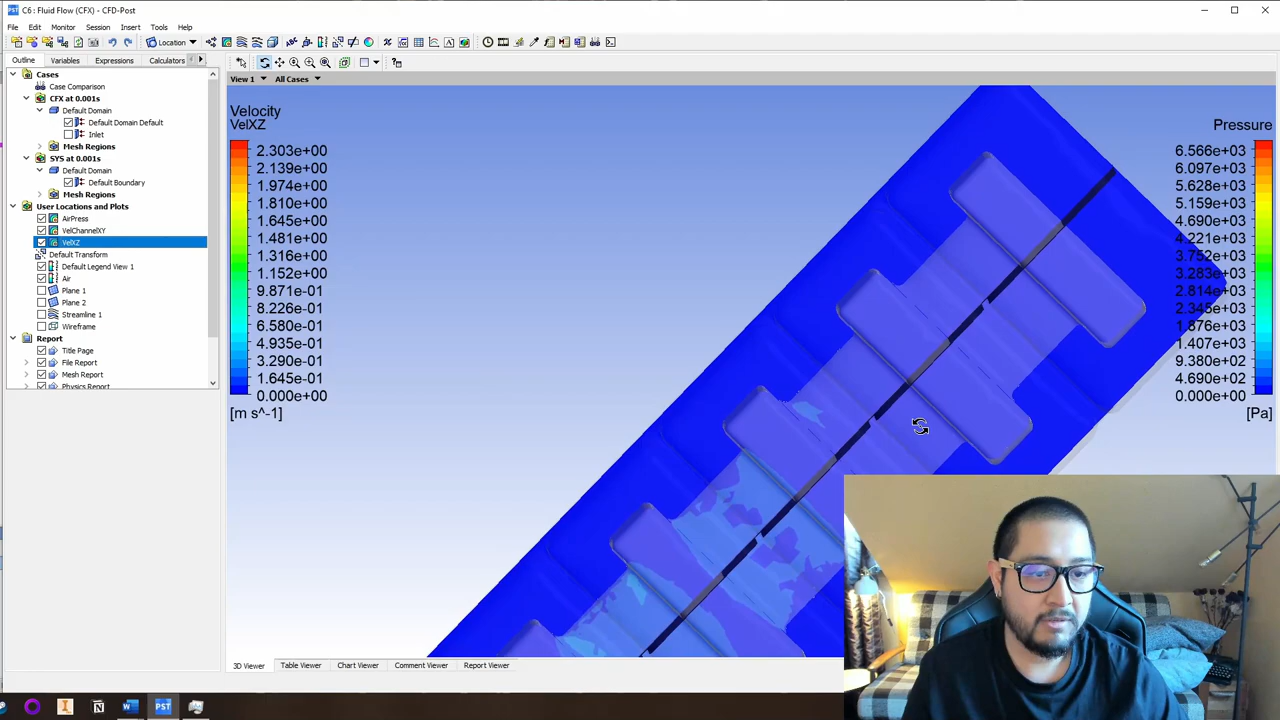 C6: Fluid Flow (CFX) - CFD-Post
File Edit Monitor Session Insert Tools Help
Location
Outline Variables Expressions Calculators
View 1 All Cases
Cases
Case Comparison
CFX at 0.001s
Default Domain
Default Domain Default
Inlet
Mesh Regions
SYS at 0.001s
Default Domain
Default Boundary
Mesh Regions
User Locations and Plots
AirPress
VelChannelXY
VelXZ
Default Transform
Default Legend View 1
Air
Plane 1
Plane 2
Streamline 1
Wireframe
Report
Title Page
File Report
Mesh Report
Physics Report
Velocity
VelXZ
2.303e+00
2.139e+00
1.974e+00
1.810e+00
1.645e+00
1.481e+00
1.316e+00
1.152e+00
9.871e-01
8.226e-01
6.580e-01
4.935e-01
3.290e-01
1.645e-01
0.000e+00
[m s^-1]
Pressure
6.566e+03
6.097e+03
5.628e+03
5.159e+03
4.690e+03
4.221e+03
3.752e+03
3.283e+03
2.814e+03
2.345e+03
1.876e+03
1.407e+03
9.380e+02
4.690e+02
0.000e+00
[Pa]
3D Viewer Table Viewer Chart Viewer Comment Viewer Report Viewer
PST